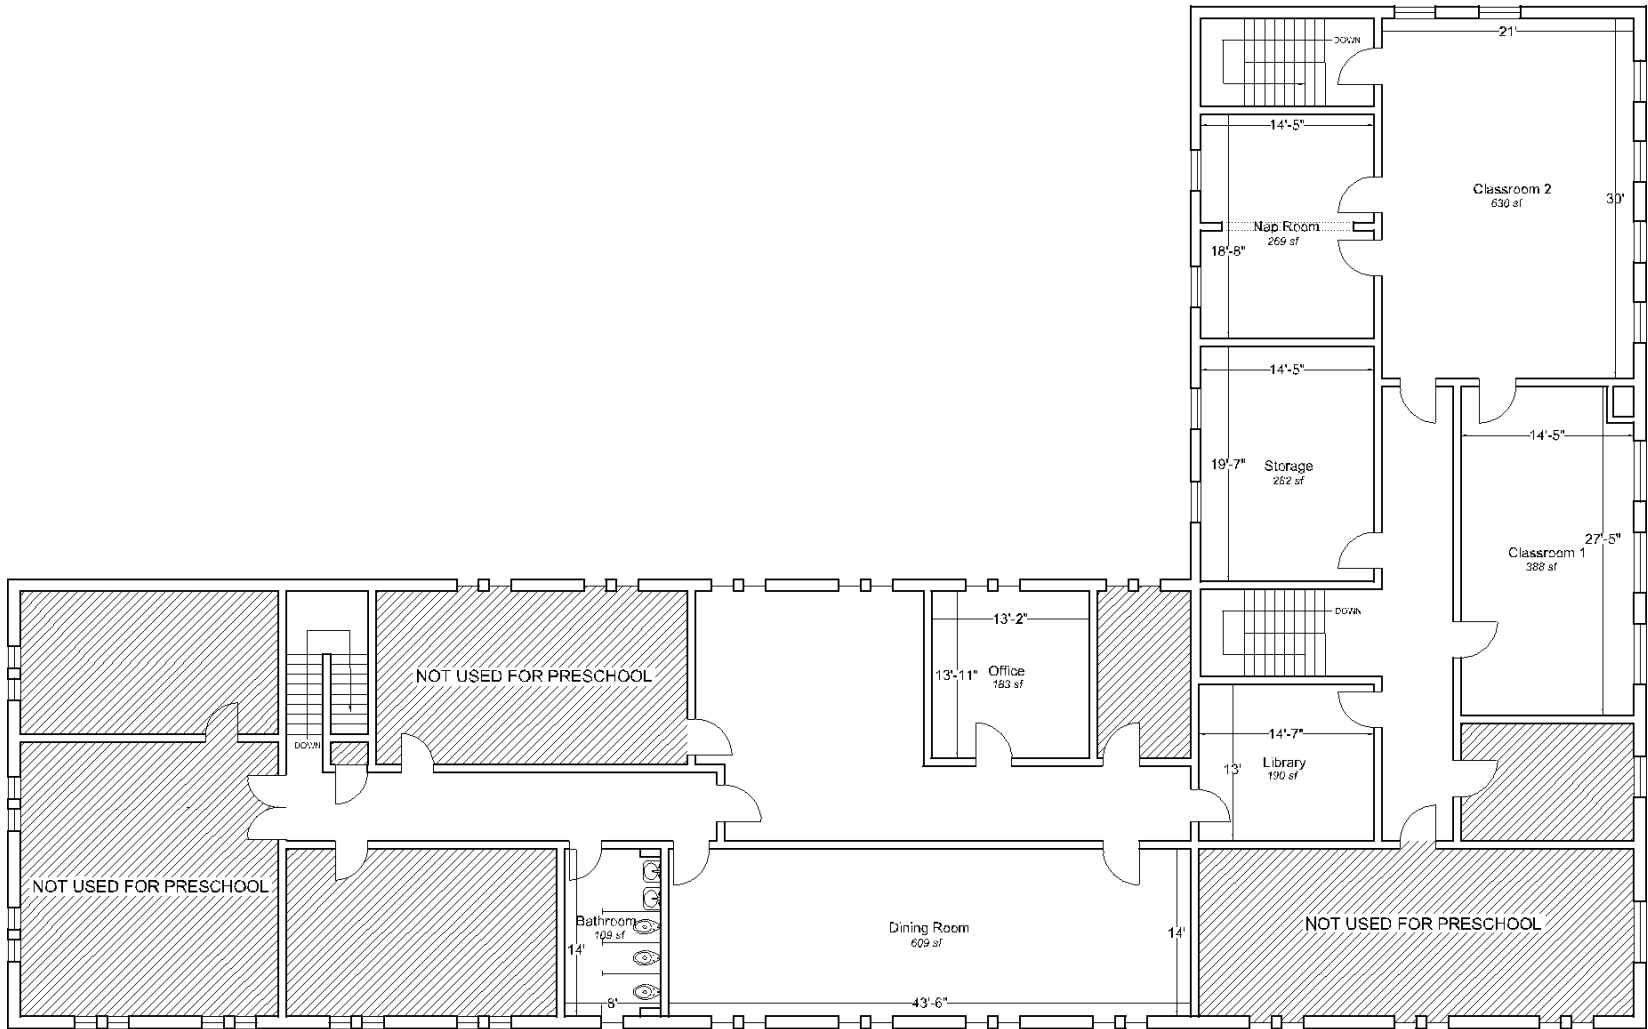 DOWN
21'
14'-5"
Classroom 2
630 sf
30'
Nap Room
269 sf
18'-8"
14'-5"
14'-5"
19'-7"
Storage
282 sf
27'-5"
Classroom 1
388 sf
DOWN
13'-2"
NOT USED FOR PRESCHOOL
13'-11"
Office
183 sf
14'-7"
DOWN
Library
190 sf
13'
NOT USED FOR PRESCHOOL
Bathroom
109 sf
14'
8'
Dining Room
609 sf
14'
43'-6"
NOT USED FOR PRESCHOOL